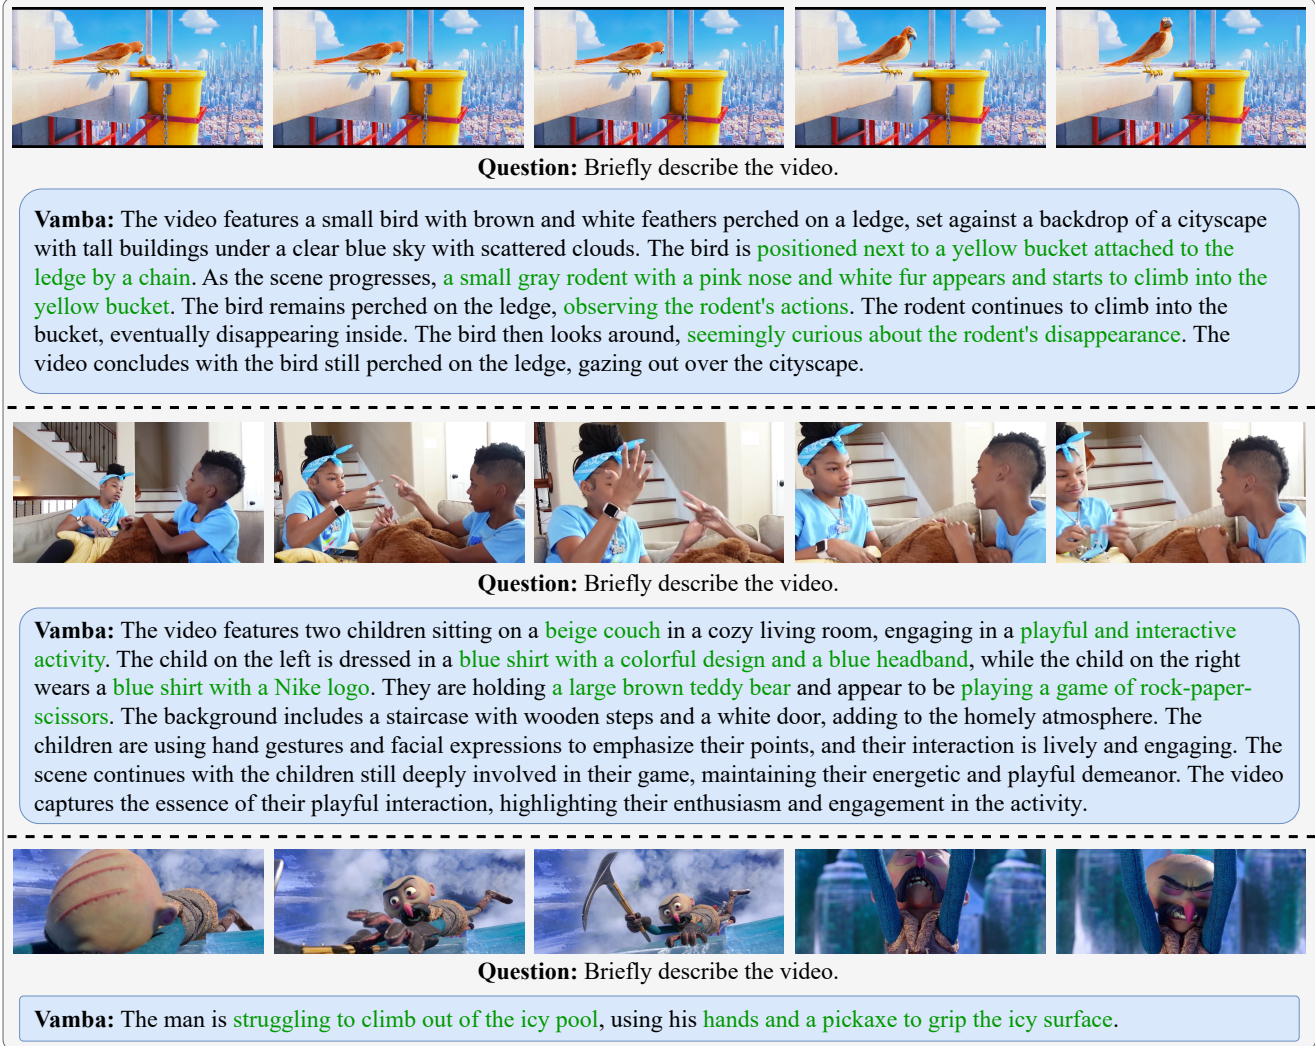 Question: Briefly describe the video.
Vamba: The video features a small bird with brown and white feathers perched on a ledge, set against a backdrop of a cityscape
with tall buildings under a clear blue sky with scattered clouds. The bird is positioned next to a yellow bucket attached to the
ledge by a chain. As the scene progresses, a small gray rodent with a pink nose and white fur appears and starts to climb into the
yellow bucket. The bird remains perched on the ledge, observing the rodent's actions. The rodent continues to climb into the
bucket, eventually disappearing inside. The bird then looks around, seemingly curious about the rodent's disappearance. The
video concludes with the bird still perched on the ledge, gazing out over the cityscape.
Question: Briefly describe the video.
Vamba: The video features two children sitting on a beige couch in a cozy living room, engaging in a playful and interactive
activity. The child on the left is dressed in a blue shirt with a colorful design and a blue headband, while the child on the right
wears a blue shirt with a Nike logo. They are holding a large brown teddy bear and appear to be playing a game of rock-paper-
scissors. The background includes a staircase with wooden steps and a white door, adding to the homely atmosphere. The
children are using hand gestures and facial expressions to emphasize their points, and their interaction is lively and engaging. The
scene continues with the children still deeply involved in their game, maintaining their energetic and playful demeanor. The video
captures the essence of their playful interaction, highlighting their enthusiasm and engagement in the activity.
Question: Briefly describe the video.
Vamba: The man is struggling to climb out of the icy pool, using his hands and a pickaxe to grip the icy surface.